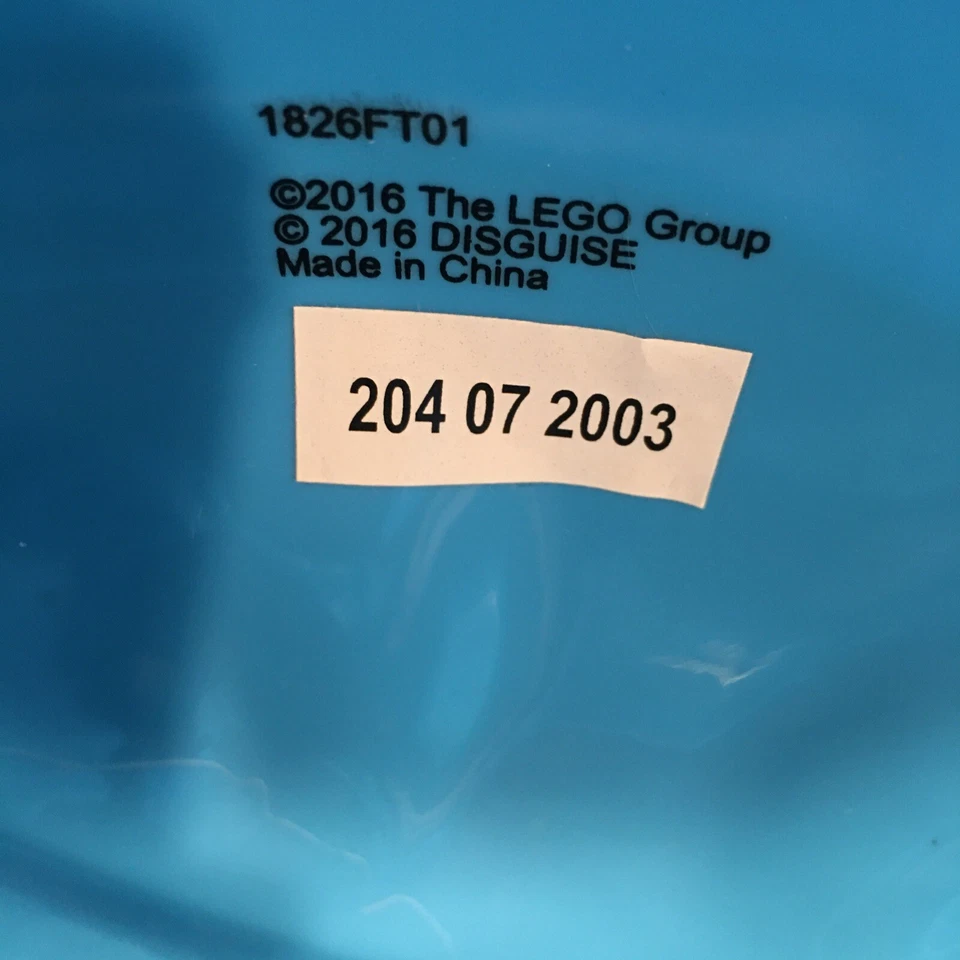 1826FT01
©2016 The LEGO Group
© 2016 DISGUISE
Made in China
204 07 2003